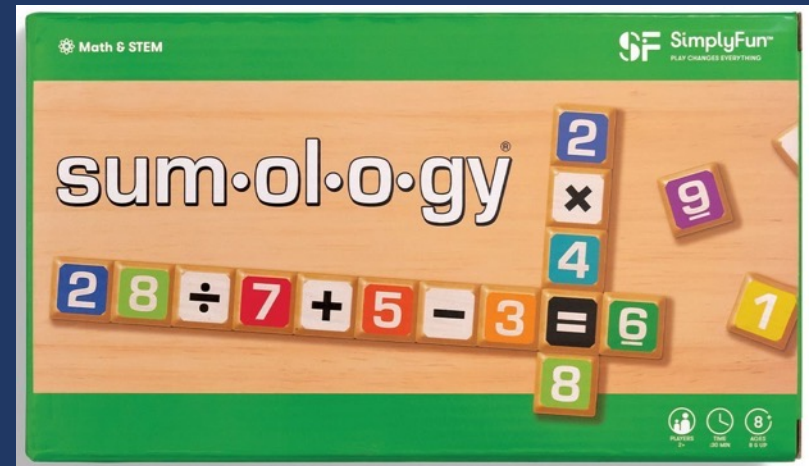 Math & STEM
SF SimplyFun™
PLAY CHANGES EVERYTHING
sum·ol·o·gy®
2
×
4
9
28÷7+5−3=6
1
8
8+
PLAYERS
2+
TIME
30 MIN
AGES
8 & UP